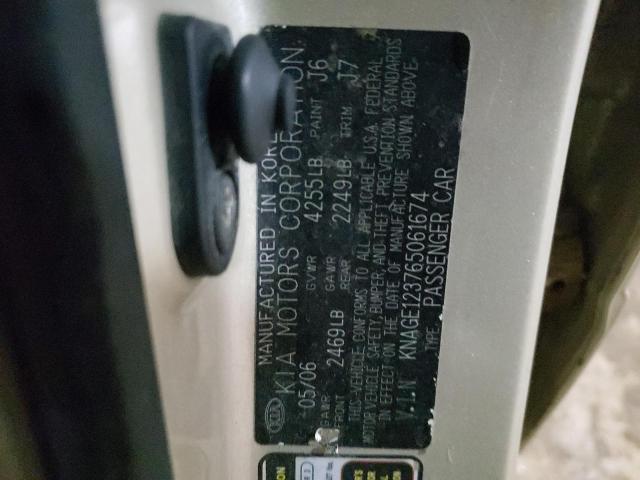 MANUFACTURED IN KORE
KIA KIA MOTORS CORPORATION
05/06 GVWR 4255LB PAINT J6
GAWR FRONT 2469LB GAWR REAR 2249LB TRIM J7
THIS VEHICLE CONFORMS TO ALL APPLICABLE U.S.A. FEDERAL
MOTOR VEHICLE SAFETY, BUMPER, AND THEFT PREVENTION STANDARDS
IN EFFECT ON THE DATE OF MANUFACTURE SHOWN ABOVE.
V.I.N KNAGE123765061674
TYPE: PASSENGER CAR